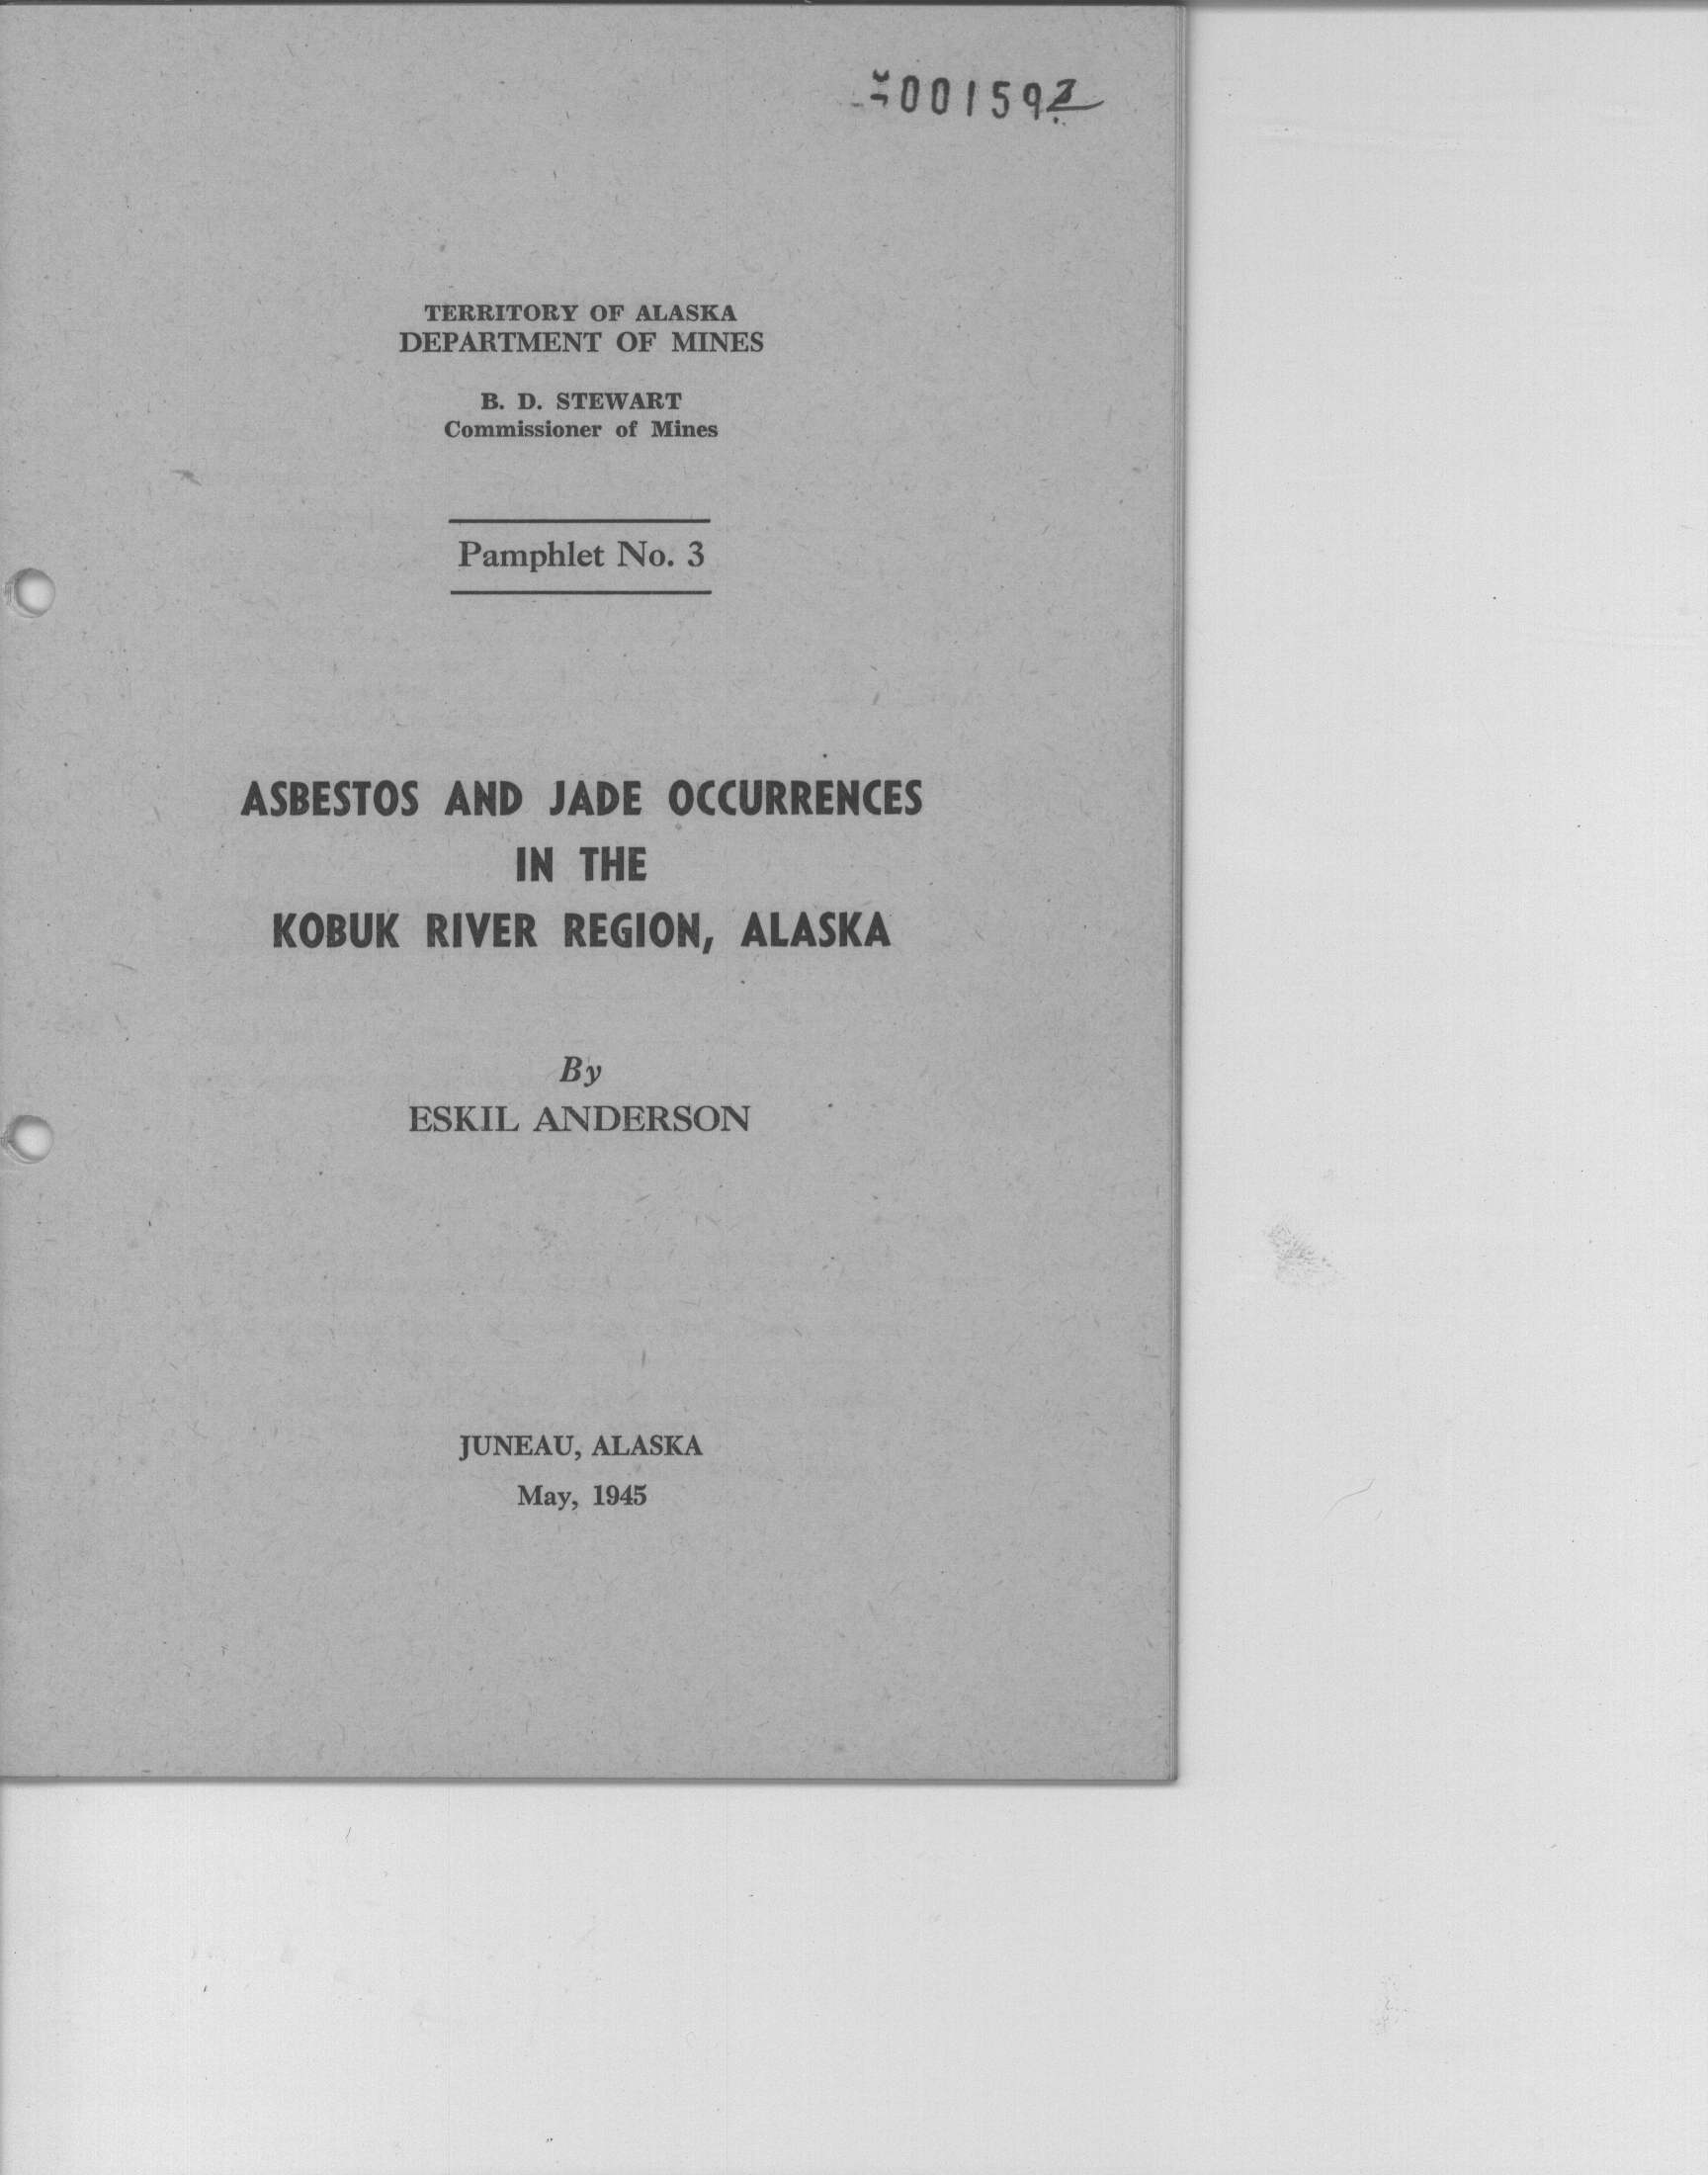 001592
TERRITORY OF ALASKA
DEPARTMENT OF MINES
B. D. STEWART
Commissioner of Mines
Pamphlet No. 3
ASBESTOS AND JADE OCCURRENCES
IN THE
KOBUK RIVER REGION, ALASKA
By
ESKIL ANDERSON
JUNEAU, ALASKA
May, 1945